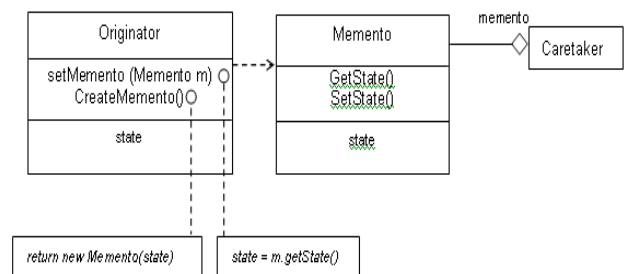 Originator
setMemento (Memento m)
CreateMemento()
state
Memento
GetState()
SetState()
state
memento
Caretaker
return new Memento(state)
state = m.getState()